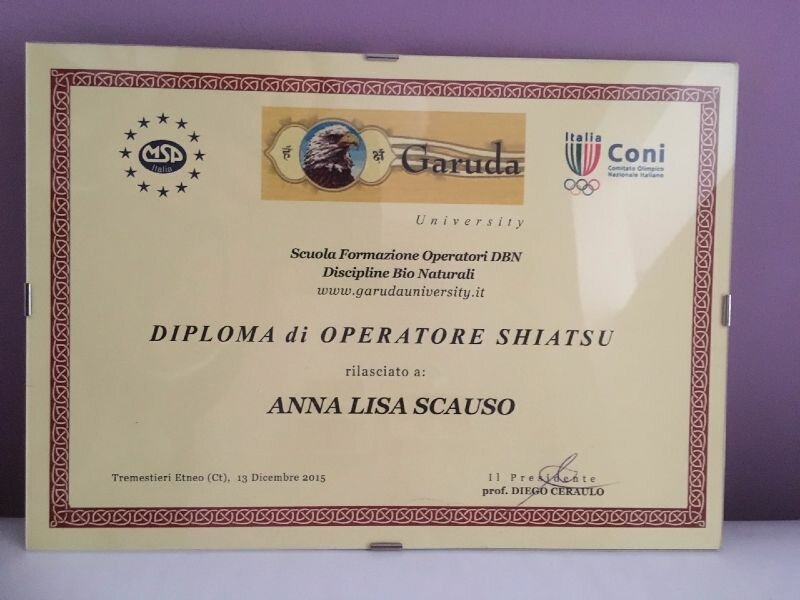 MSP
Italia
Garuda
University
Italia
Coni
Comitato Olimpico
Nazionale Italiano
Scuola Formazione Operatori DBN
Discipline Bio Naturali
www.garudauniversity.it
DIPLOMA di OPERATORE SHIATSU
rilasciato a:
ANNA LISA SCAUSO
Tremestieri Etneo (Ct), 13 Dicembre 2015
Il Presidente
prof. DIEGO CERAULO